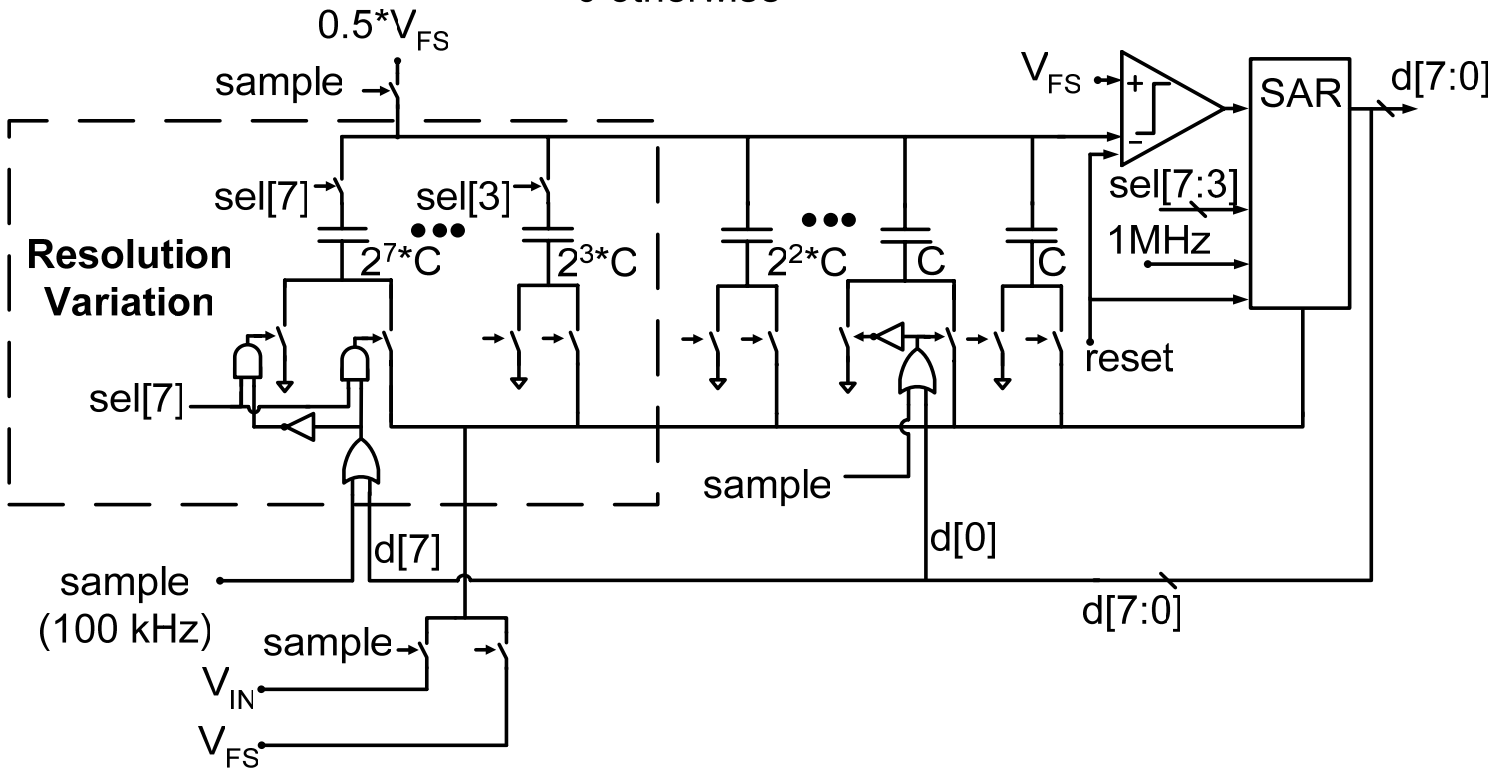 0.5*V_FS
sample
V_FS
+
-
SAR
d[7:0]
sel[7]
sel[3]
sel[7:3]
1MHz
Resolution
Variation
2^7*C
2^3*C
2^2*C
C
C
reset
sel[7]
sample
d[7]
d[0]
sample
(100 kHz)
d[7:0]
sample
V_IN
V_FS